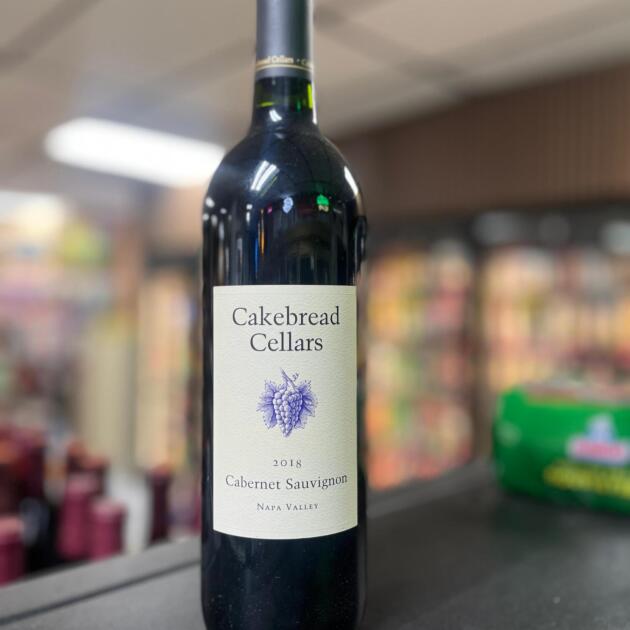 Cakebread
Cellars
2018
Cabernet Sauvignon
Napa Valley